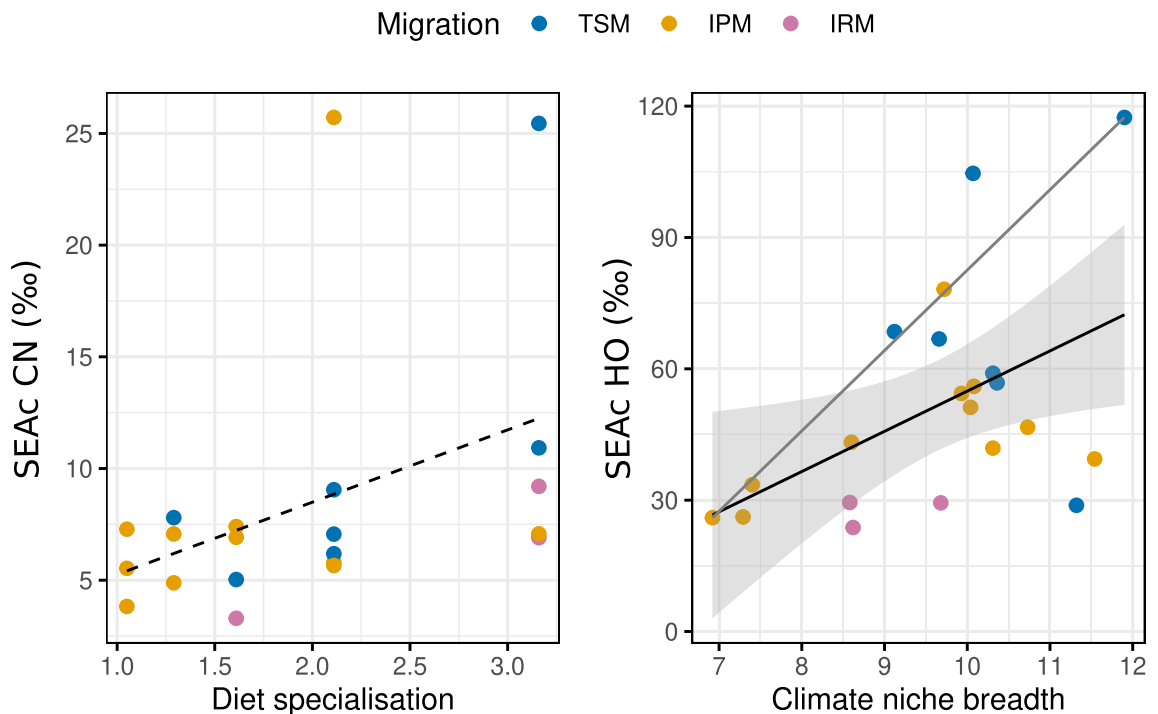 Migration TSM IPM IRM
SEAc CN (‰)
25
20
15
10
5
1.0 1.5 2.0 2.5 3.0
Diet specialisation
SEAc HO (‰)
120
90
60
30
0
7 8 9 10 11 12
Climate niche breadth